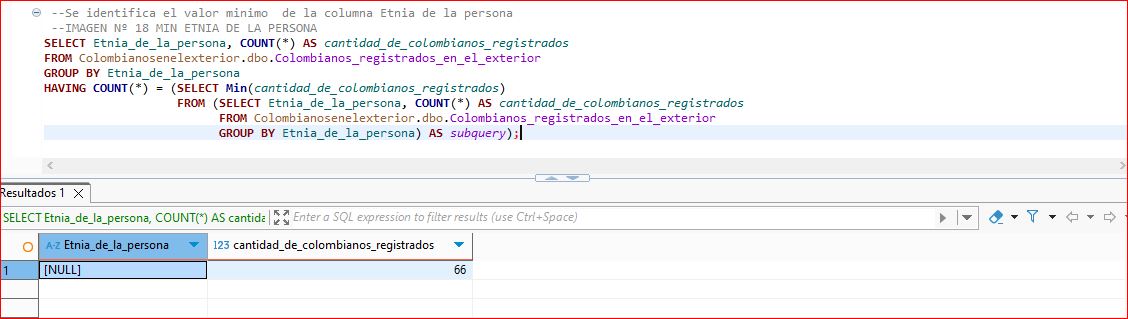 --Se identifica el valor minimo  de la columna Etnia de la persona
--IMAGEN Nº 18 MIN ETNIA DE LA PERSONA
SELECT Etnia_de_la_persona, COUNT(*) AS cantidad_de_colombianos_registrados
FROM Colombianosenelexterior.dbo.Colombianos_registrados_en_el_exterior
GROUP BY Etnia_de_la_persona
HAVING COUNT(*) = (SELECT Min(cantidad_de_colombianos_registrados)
FROM (SELECT Etnia_de_la_persona, COUNT(*) AS cantidad_de_colombianos_registrados
FROM Colombianosenelexterior.dbo.Colombianos_registrados_en_el_exterior
GROUP BY Etnia_de_la_persona) AS subquery);
Resultados 1
SELECT Etnia_de_la_persona, COUNT(*) AS cantida Enter a SQL expression to filter results (use Ctrl+Space)
A-Z Etnia_de_la_persona 123 cantidad_de_colombianos_registrados
1 [NULL] 66